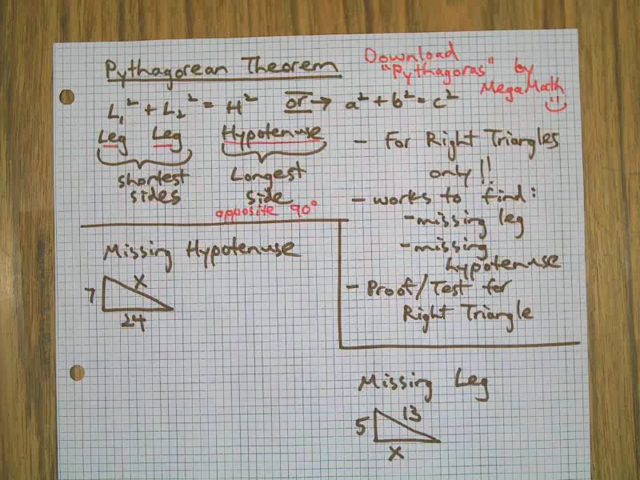 Pythagorean Theorem
Download
"Pythagoras" by
MegaMath
L₁² + L₂² = H² or → a² + b² = c²
Leg Leg Hypotenuse
shortest
sides
Longest
side
opposite 90°
- For Right Triangles
only!!
- works to find:
- missing leg
- missing
hypotenuse
- Proof/Test for
Right Triangle
Missing Hypotenuse
x
7
24
Missing Leg
13
5
x